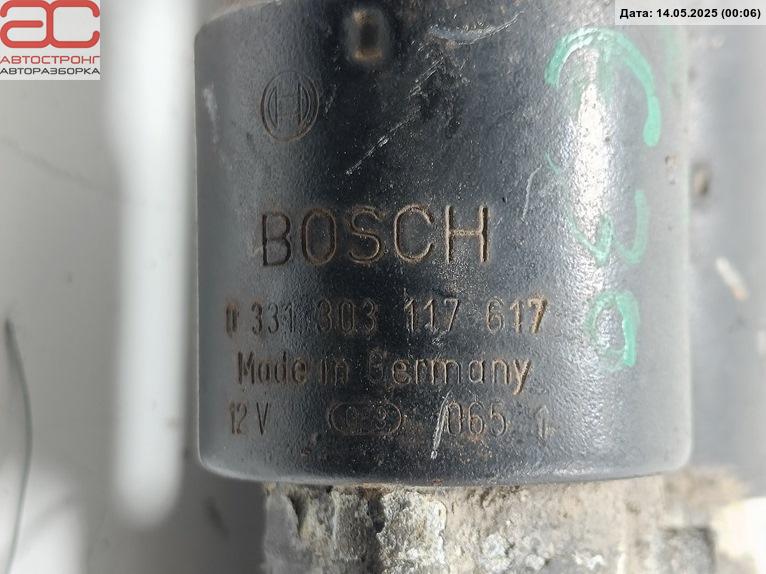 Дата: 14.05.2025 (00:06)
АС
АВТОСТРОНГ
АВТОРАЗБОРКА
BOSCH
0 331 303 117 617
Made in Germany
12 V 065 1